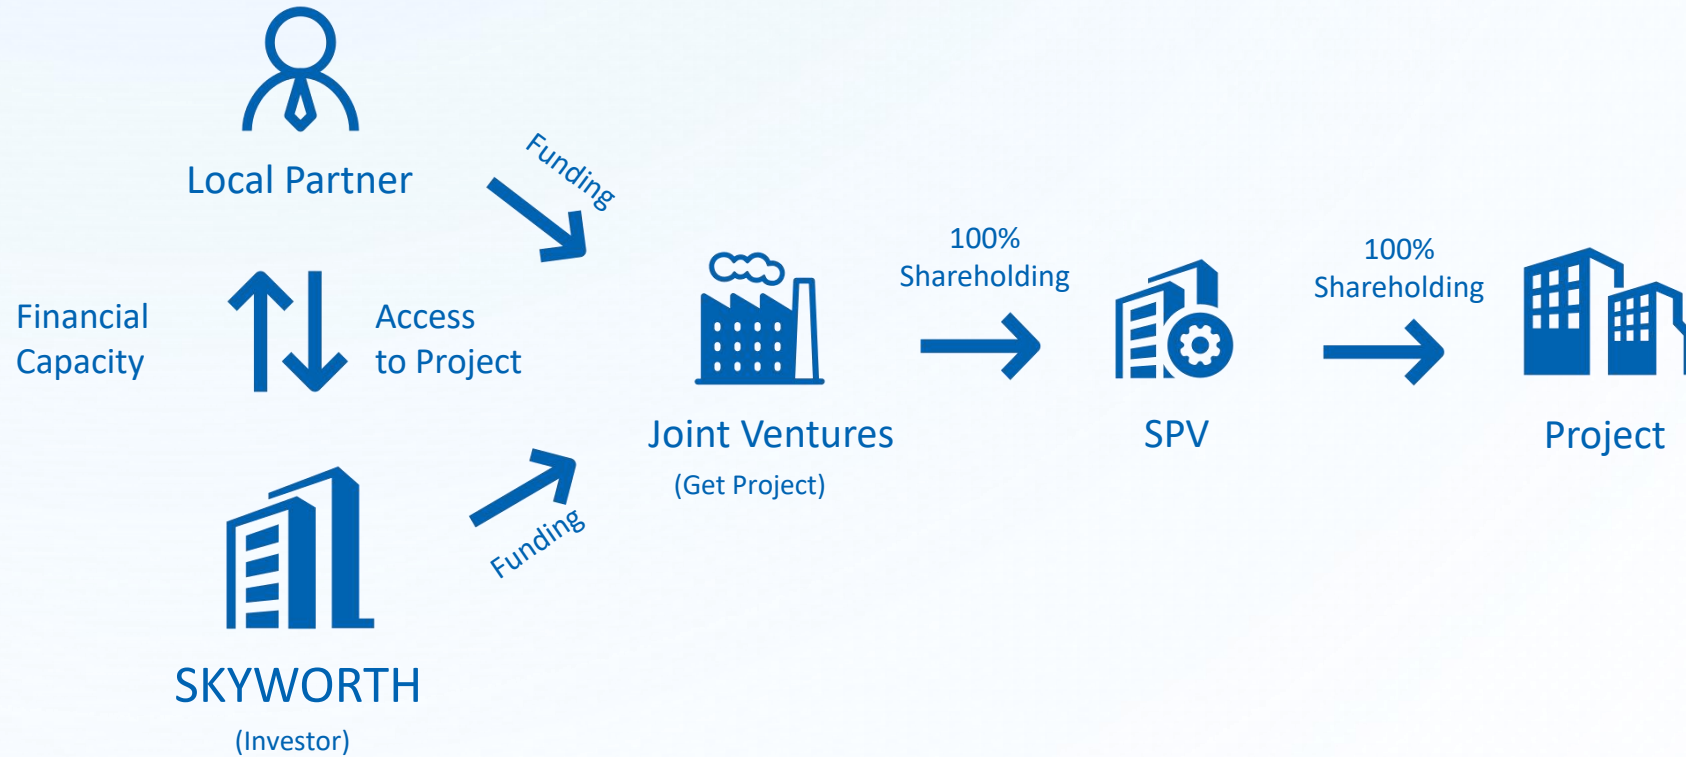 Local Partner
Funding
Financial
Capacity
Access
to Project
100%
Shareholding
100%
Shareholding
Joint Ventures
(Get Project)
SPV
Project
Funding
SKYWORTH
(Investor)